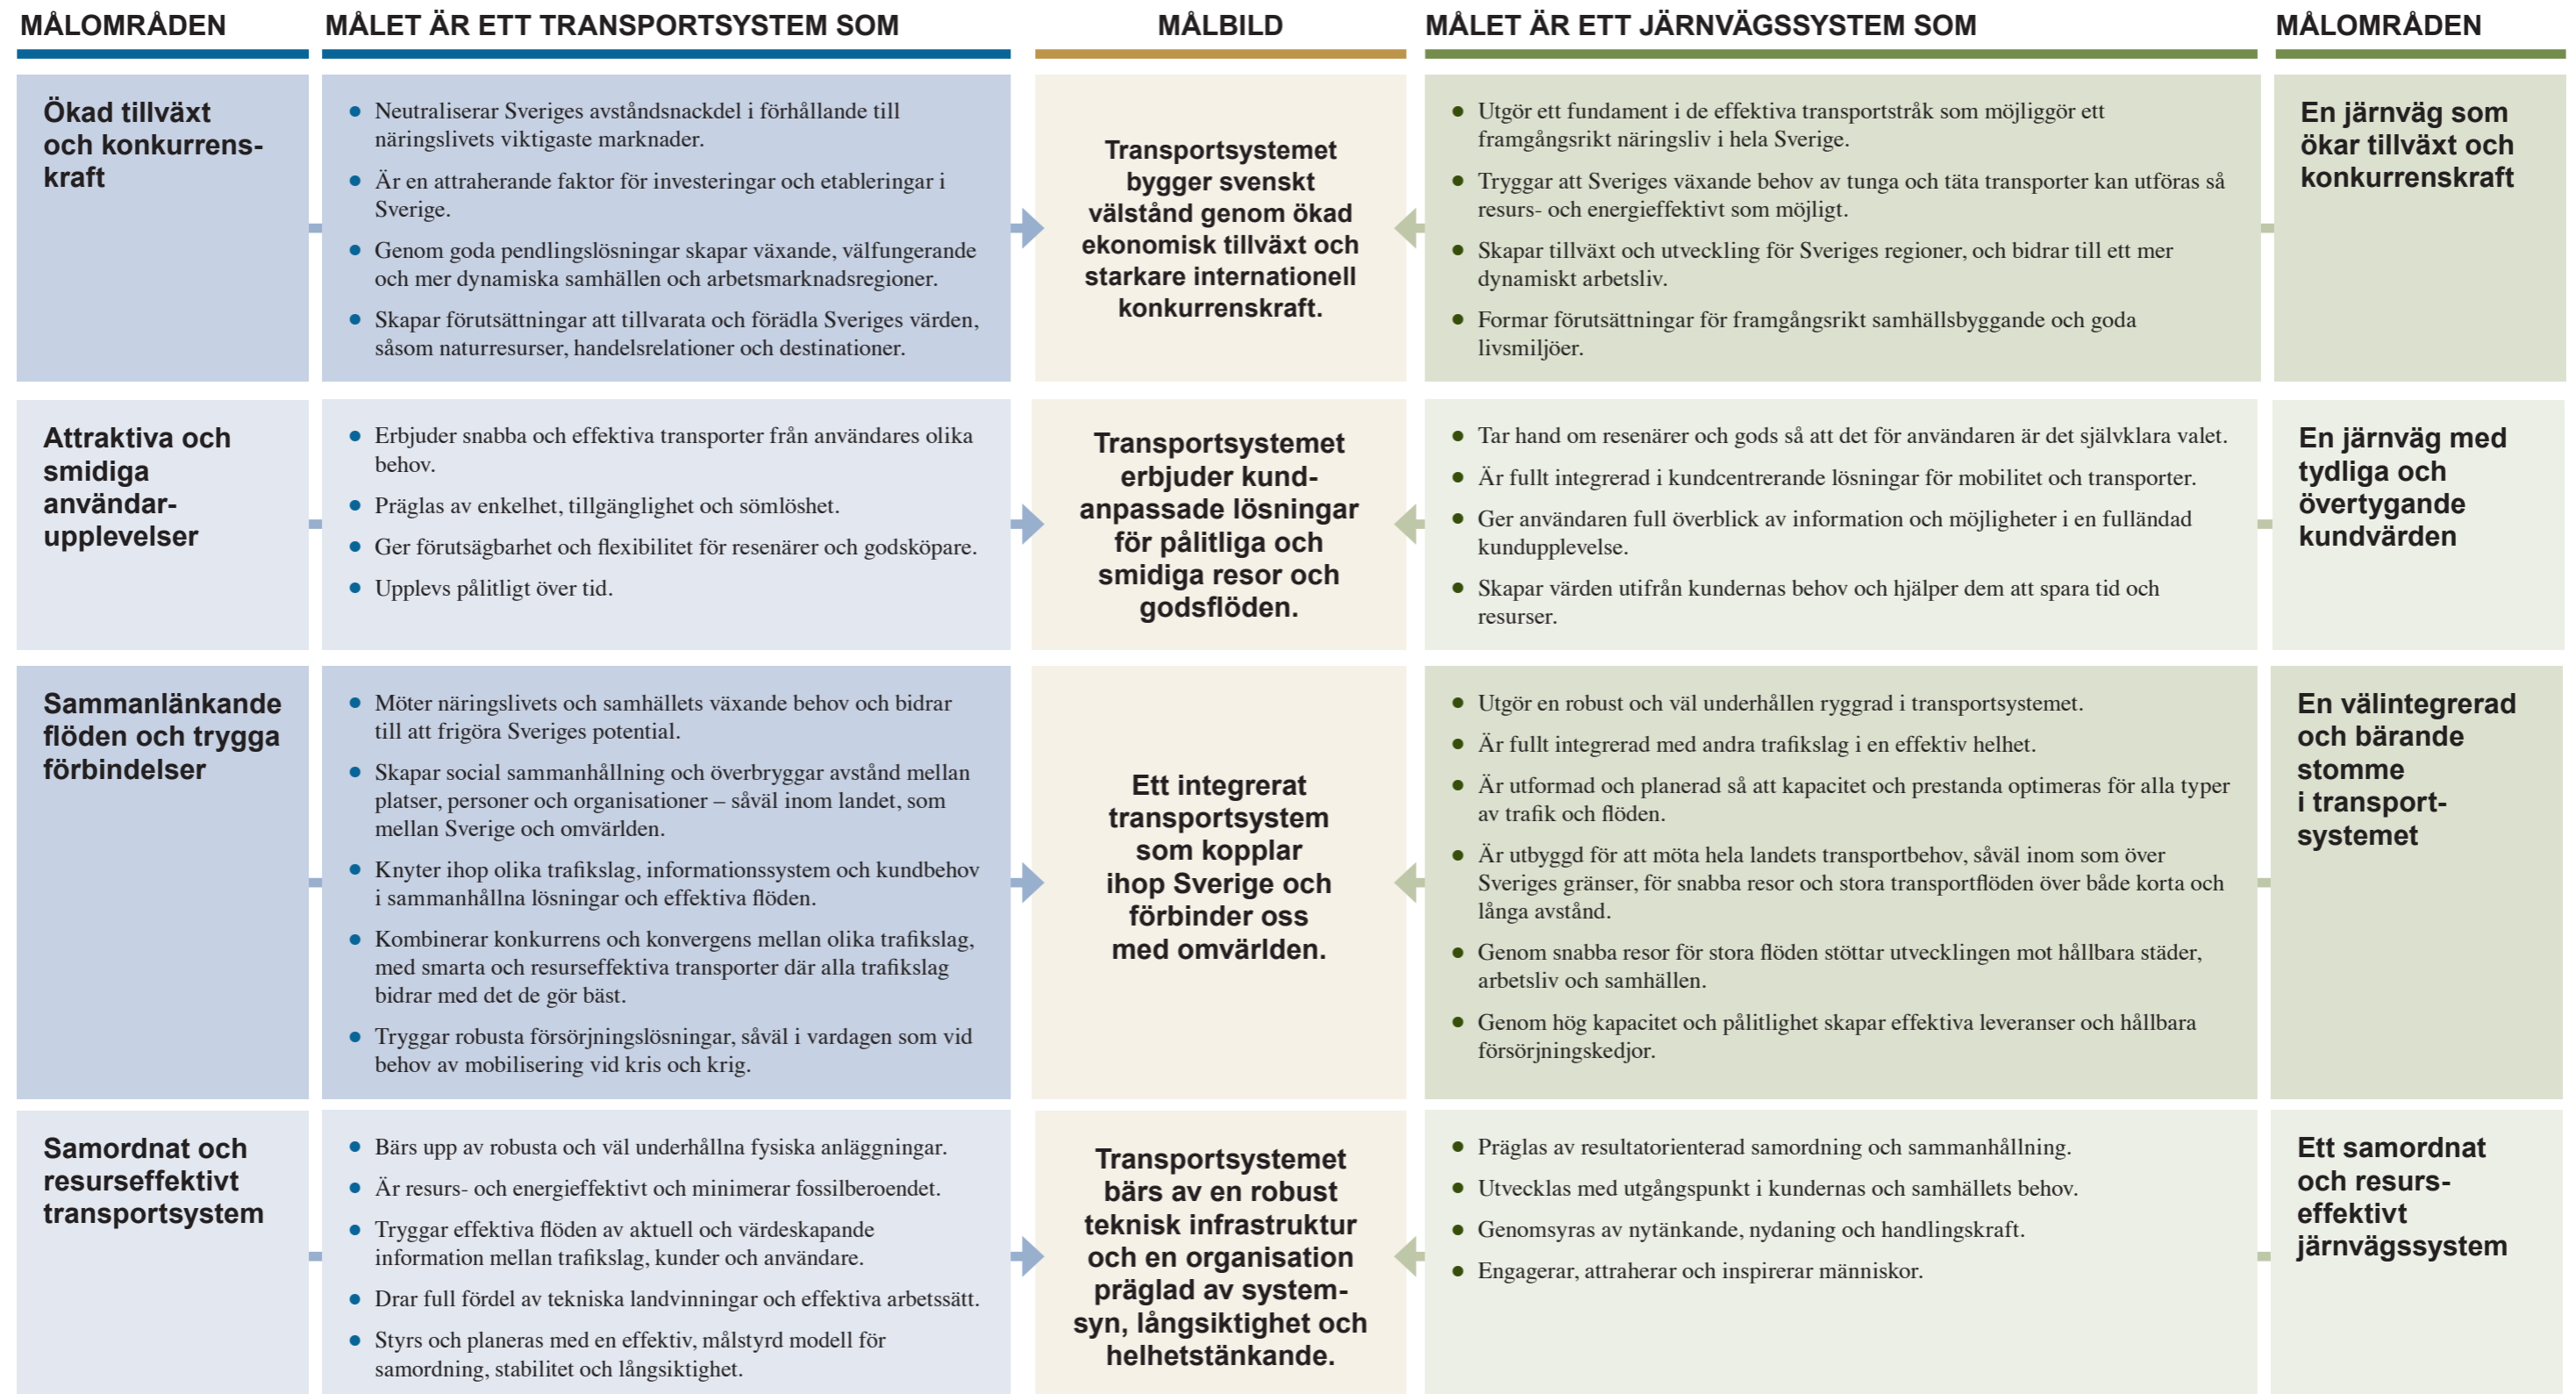 MÅLOMRÅDEN
MÅLET ÄR ETT TRANSPORTSYSTEM SOM
MÅLBILD
MÅLET ÄR ETT JÄRNVÄGSSYSTEM SOM
MÅLOMRÅDEN
Ökad tillväxt
och konkurrens-
kraft
• Neutraliserar Sveriges avståndsnackdel i förhållande till
näringslivets viktigaste marknader.
• Är en attraherande faktor för investeringar och etableringar i
Sverige.
• Genom goda pendlingslösningar skapar växande, välfungerande
och mer dynamiska samhällen och arbetsmarknadsregioner.
• Skapar förutsättningar att tillvarata och förädla Sveriges värden,
såsom naturresurser, handelsrelationer och destinationer.
Transportsystemet
bygger svenskt
välstånd genom ökad
ekonomisk tillväxt och
starkare internationell
konkurrenskraft.
• Utgör ett fundament i de effektiva transportstråk som möjliggör ett
framgångsrikt näringsliv i hela Sverige.
• Tryggar att Sveriges växande behov av tunga och täta transporter kan utföras så
resurs- och energieffektivt som möjligt.
• Skapar tillväxt och utveckling för Sveriges regioner, och bidrar till ett mer
dynamiskt arbetsliv.
• Formar förutsättningar för framgångsrikt samhällsbyggande och goda
livsmiljöer.
En järnväg som
ökar tillväxt och
konkurrenskraft
Attraktiva och
smidiga
användar-
upplevelser
• Erbjuder snabba och effektiva transporter från användares olika
behov.
• Präglas av enkelhet, tillgänglighet och sömlöshet.
• Ger förutsägbarhet och flexibilitet för resenärer och godsköpare.
• Upplevs pålitligt över tid.
Transportsystemet
erbjuder kund-
anpassade lösningar
för pålitliga och
smidiga resor och
godsflöden.
• Tar hand om resenärer och gods så att det för användaren är det självklara valet.
• Är fullt integrerad i kundcentrerande lösningar för mobilitet och transporter.
• Ger användaren full överblick av information och möjligheter i en fulländad
kundupplevelse.
• Skapar värden utifrån kundernas behov och hjälper dem att spara tid och
resurser.
En järnväg med
tydliga och
övertygande
kundvärden
Sammanlänkande
flöden och trygga
förbindelser
• Möter näringslivets och samhällets växande behov och bidrar
till att frigöra Sveriges potential.
• Skapar social sammanhållning och överbryggar avstånd mellan
platser, personer och organisationer – såväl inom landet, som
mellan Sverige och omvärlden.
• Knyter ihop olika trafikslag, informationssystem och kundbehov
i sammanhållna lösningar och effektiva flöden.
• Kombinerar konkurrens och konvergens mellan olika trafikslag,
med smarta och resurseffektiva transporter där alla trafikslag
bidrar med det de gör bäst.
• Tryggar robusta försörjningslösningar, såväl i vardagen som vid
behov av mobilisering vid kris och krig.
Ett integrerat
transportsystem
som kopplar
ihop Sverige och
förbinder oss
med omvärlden.
• Utgör en robust och väl underhållen ryggrad i transportsystemet.
• Är fullt integrerad med andra trafikslag i en effektiv helhet.
• Är utformad och planerad så att kapacitet och prestanda optimeras för alla typer
av trafik och flöden.
• Är utbyggd för att möta hela landets transportbehov, såväl inom som över
Sveriges gränser, för snabba resor och stora transportflöden över både korta och
långa avstånd.
• Genom snabba resor för stora flöden stöttar utvecklingen mot hållbara städer,
arbetsliv och samhällen.
• Genom hög kapacitet och pålitlighet skapar effektiva leveranser och hållbara
försörjningskedjor.
En välintegrerad
och bärande
stomme
i transport-
systemet
Samordnat och
resurseffektivt
transportsystem
• Bärs upp av robusta och väl underhållna fysiska anläggningar.
• Är resurs- och energieffektivt och minimerar fossilberoendet.
• Tryggar effektiva flöden av aktuell och värdeskapande
information mellan trafikslag, kunder och användare.
• Drar full fördel av tekniska landvinningar och effektiva arbetssätt.
• Styrs och planeras med en effektiv, målstyrd modell för
samordning, stabilitet och långsiktighet.
Transportsystemet
bärs av en robust
teknisk infrastruktur
och en organisation
präglad av system-
syn, långsiktighet och
helhetstänkande.
• Präglas av resultatorienterad samordning och sammanhållning.
• Utvecklas med utgångspunkt i kundernas och samhällets behov.
• Genomsyras av nytänkande, nydaning och handlingskraft.
• Engagerar, attraherar och inspirerar människor.
Ett samordnat
och resurs-
effektivt
järnvägssystem